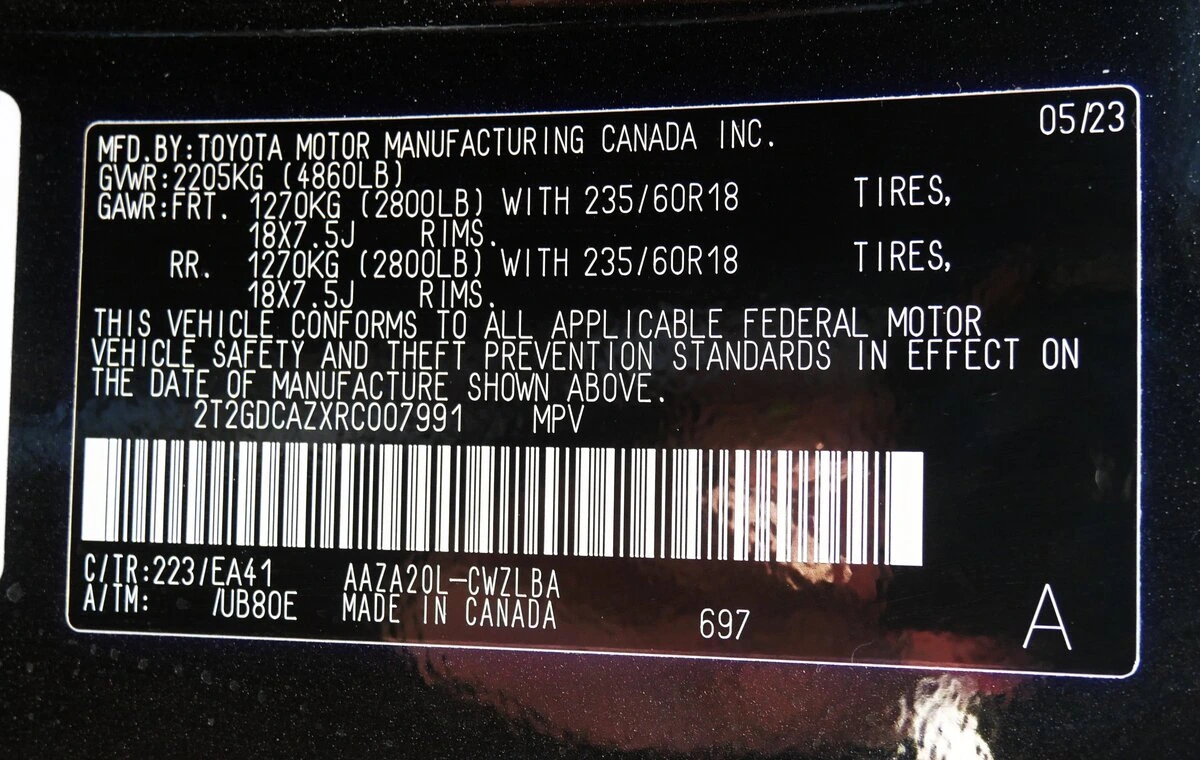 05/23
MFD.BY:TOYOTA MOTOR MANUFACTURING CANADA INC.
GVWR:2205KG (4860LB)
GAWR:FRT. 1270KG (2800LB) WITH 235/60R18 TIRES,
18X7.5J RIMS.
RR. 1270KG (2800LB) WITH 235/60R18 TIRES,
18X7.5J RIMS.
THIS VEHICLE CONFORMS TO ALL APPLICABLE FEDERAL MOTOR
VEHICLE SAFETY AND THEFT PREVENTION STANDARDS IN EFFECT ON
THE DATE OF MANUFACTURE SHOWN ABOVE.
2T2GDCAZXRC007991 MPV
C/TR:223/EA41 AAZA20L-CWZLBA
A/TM: /UB80E MADE IN CANADA
697
A